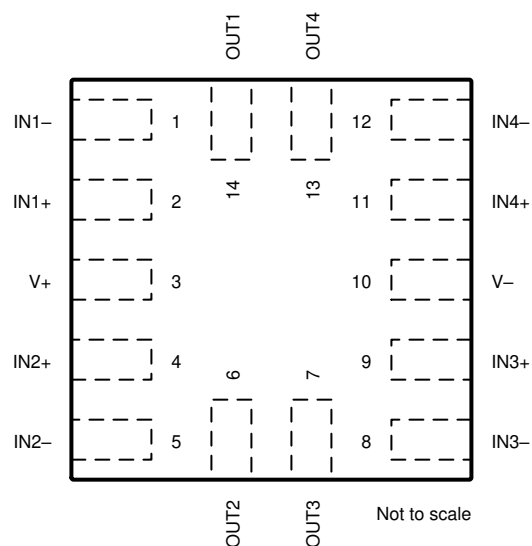 OUT1 OUT4
IN1– 1 12 IN4–
14 13
IN1+ 2 11 IN4+
V+ 3 10 V–
IN2+ 4 9 IN3+
6 7
IN2– 5 8 IN3–
OUT2 OUT3
Not to scale